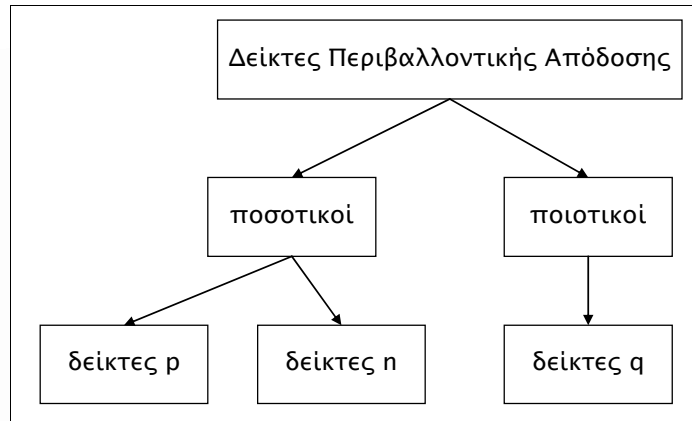 Δείκτες Περιβαλλοντικής Απόδοσης
ποσοτικοί
ποιοτικοί
δείκτες p
δείκτες n
δείκτες q